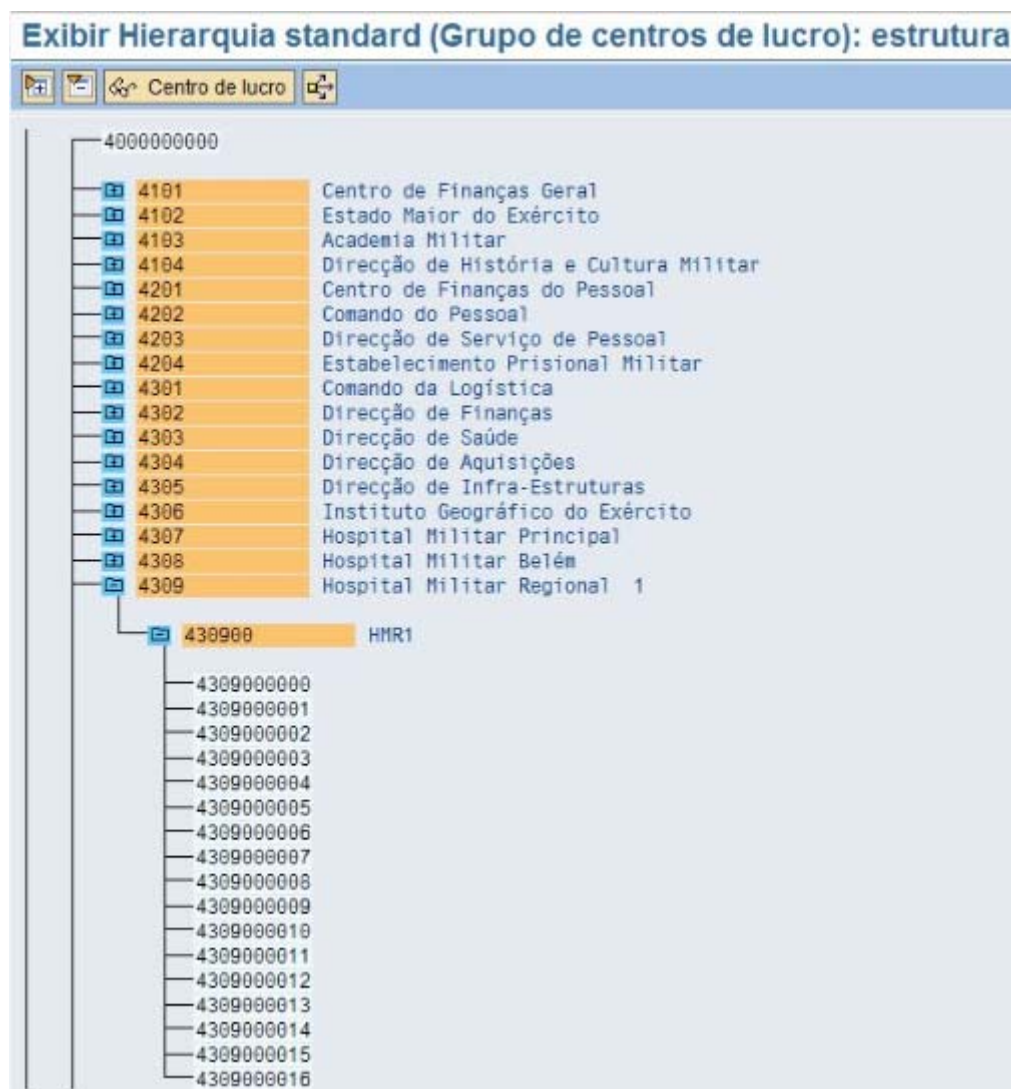 Exibir Hierarquia standard (Grupo de centros de lucro): estrutura
Centro de lucro
4000000000
4101 Centro de Finanças Geral
4102 Estado Maior do Exército
4103 Academia Militar
4104 Direcção de História e Cultura Militar
4201 Centro de Finanças do Pessoal
4202 Comando do Pessoal
4203 Direcção de Serviço de Pessoal
4204 Estabelecimento Prisional Militar
4301 Comando da Logística
4302 Direcção de Finanças
4303 Direcção de Saúde
4304 Direcção de Aquisições
4305 Direcção de Infra-Estruturas
4306 Instituto Geográfico do Exército
4307 Hospital Militar Principal
4308 Hospital Militar Belém
4309 Hospital Militar Regional 1
430900 HMR1
4309000000
4309000001
4309000002
4309000003
4309000004
4309000005
4309000006
4309000007
4309000008
4309000009
4309000010
4309000011
4309000012
4309000013
4309000014
4309000015
4309000016